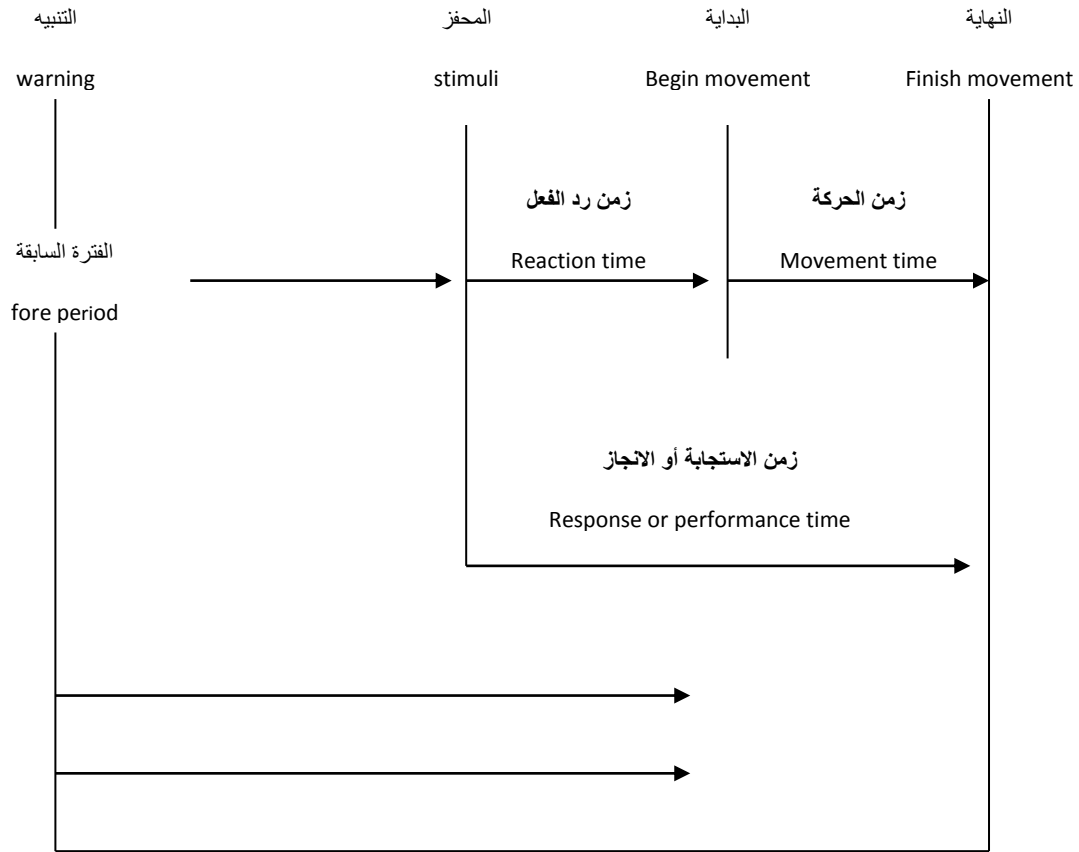 التنبيه
المحفز
البداية
النهاية
warning
stimuli
Begin movement
Finish movement
زمن رد الفعل
زمن الحركة
الفترة السابقة
Reaction time
Movement time
fore period
زمن الاستجابة أو الانجاز
Response or performance time